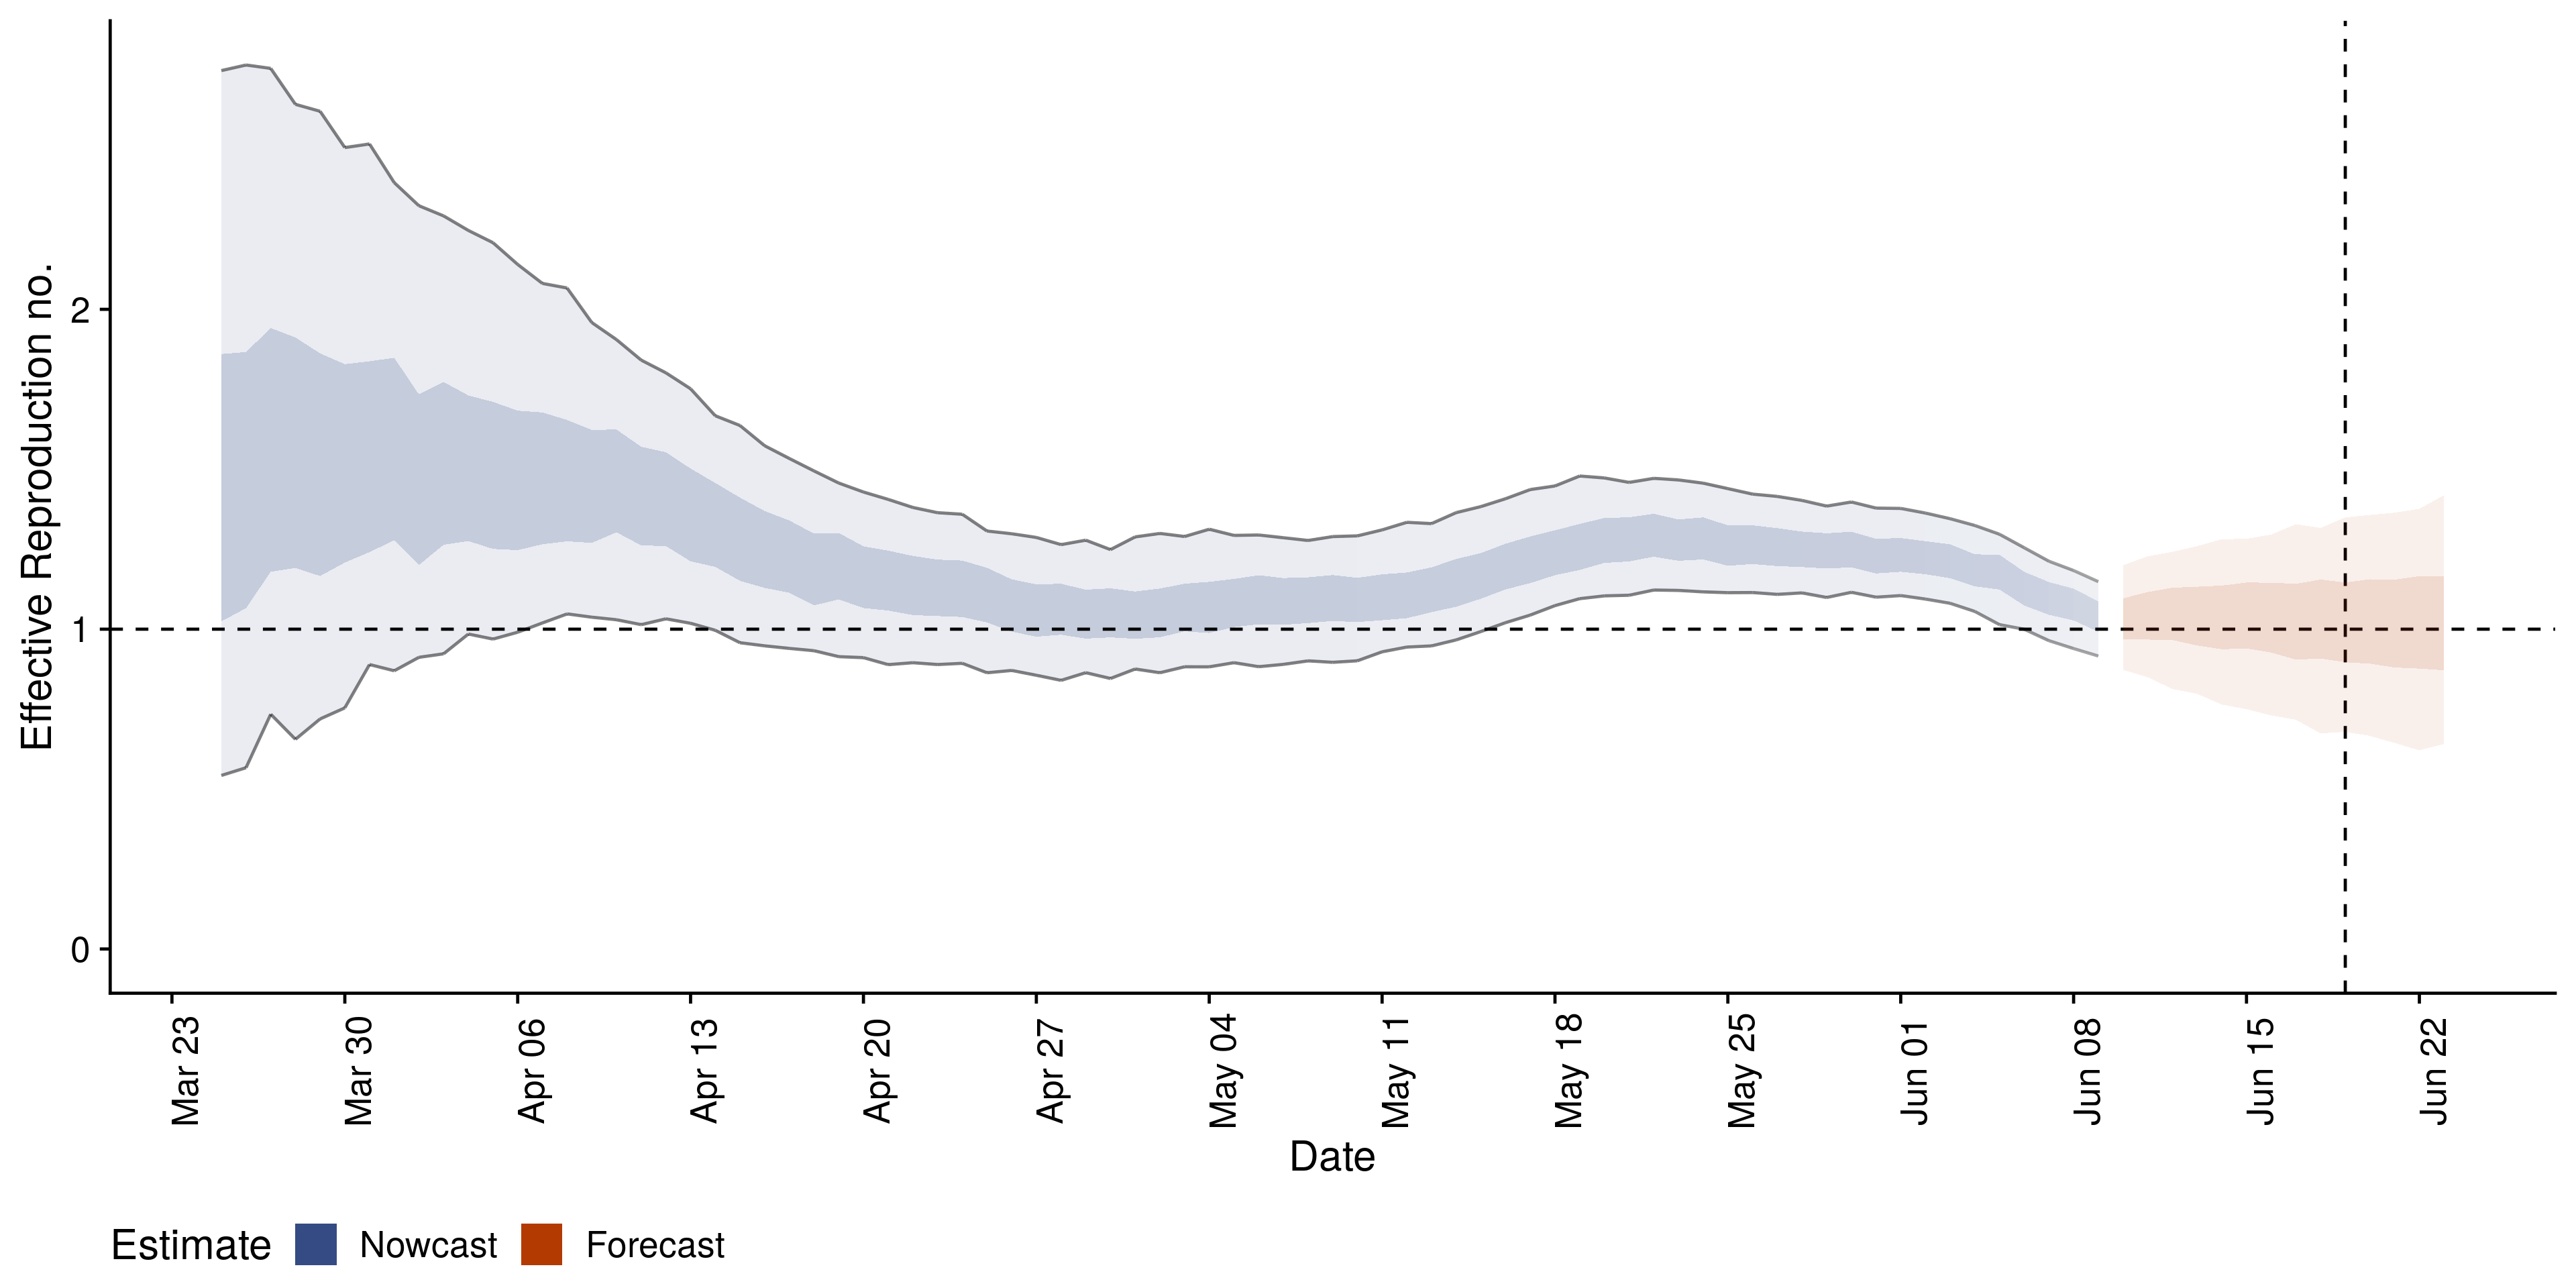 Effective Reproduction no.
2
1
0
Mar 23
Mar 30
Apr 06
Apr 13
Apr 20
Apr 27
May 04
May 11
May 18
May 25
Jun 01
Jun 08
Jun 15
Jun 22
Date
Estimate Nowcast Forecast